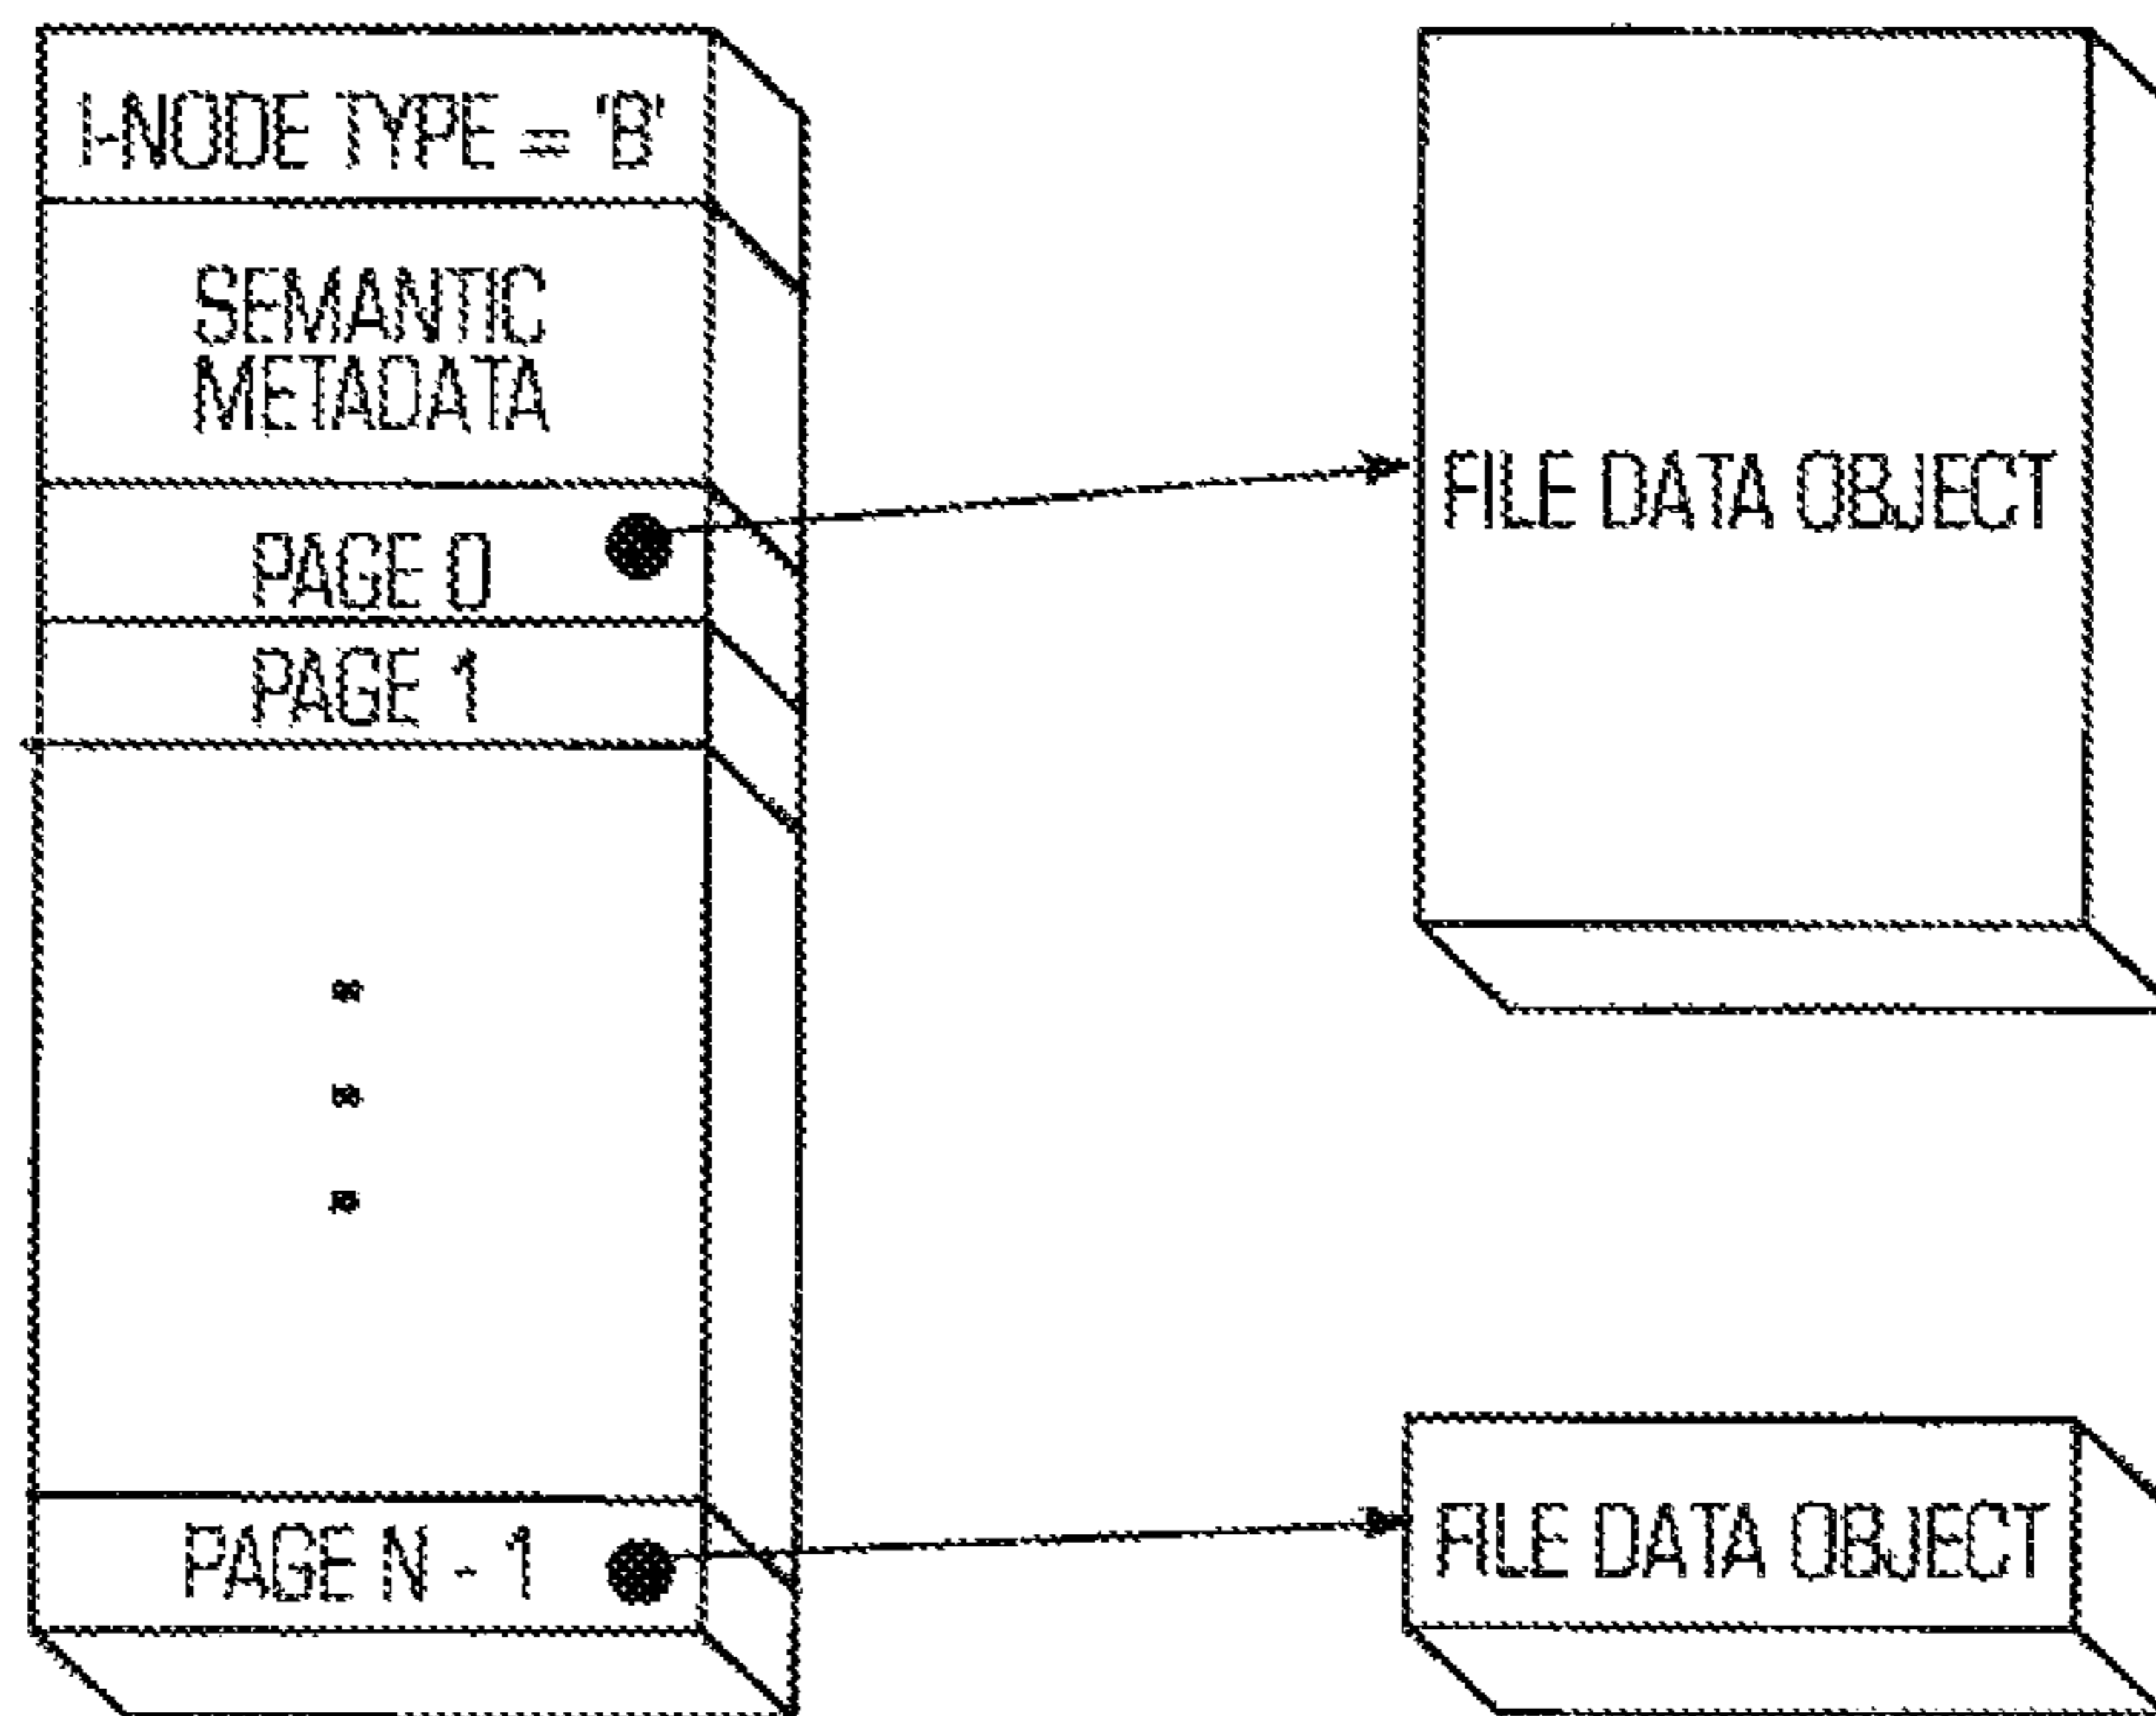 I-NODE TYPE = 'B'
SEMANTIC
METADATA
PAGE 0
PAGE 1
PAGE N - 1
FILE DATA OBJECT
FILE DATA OBJECT